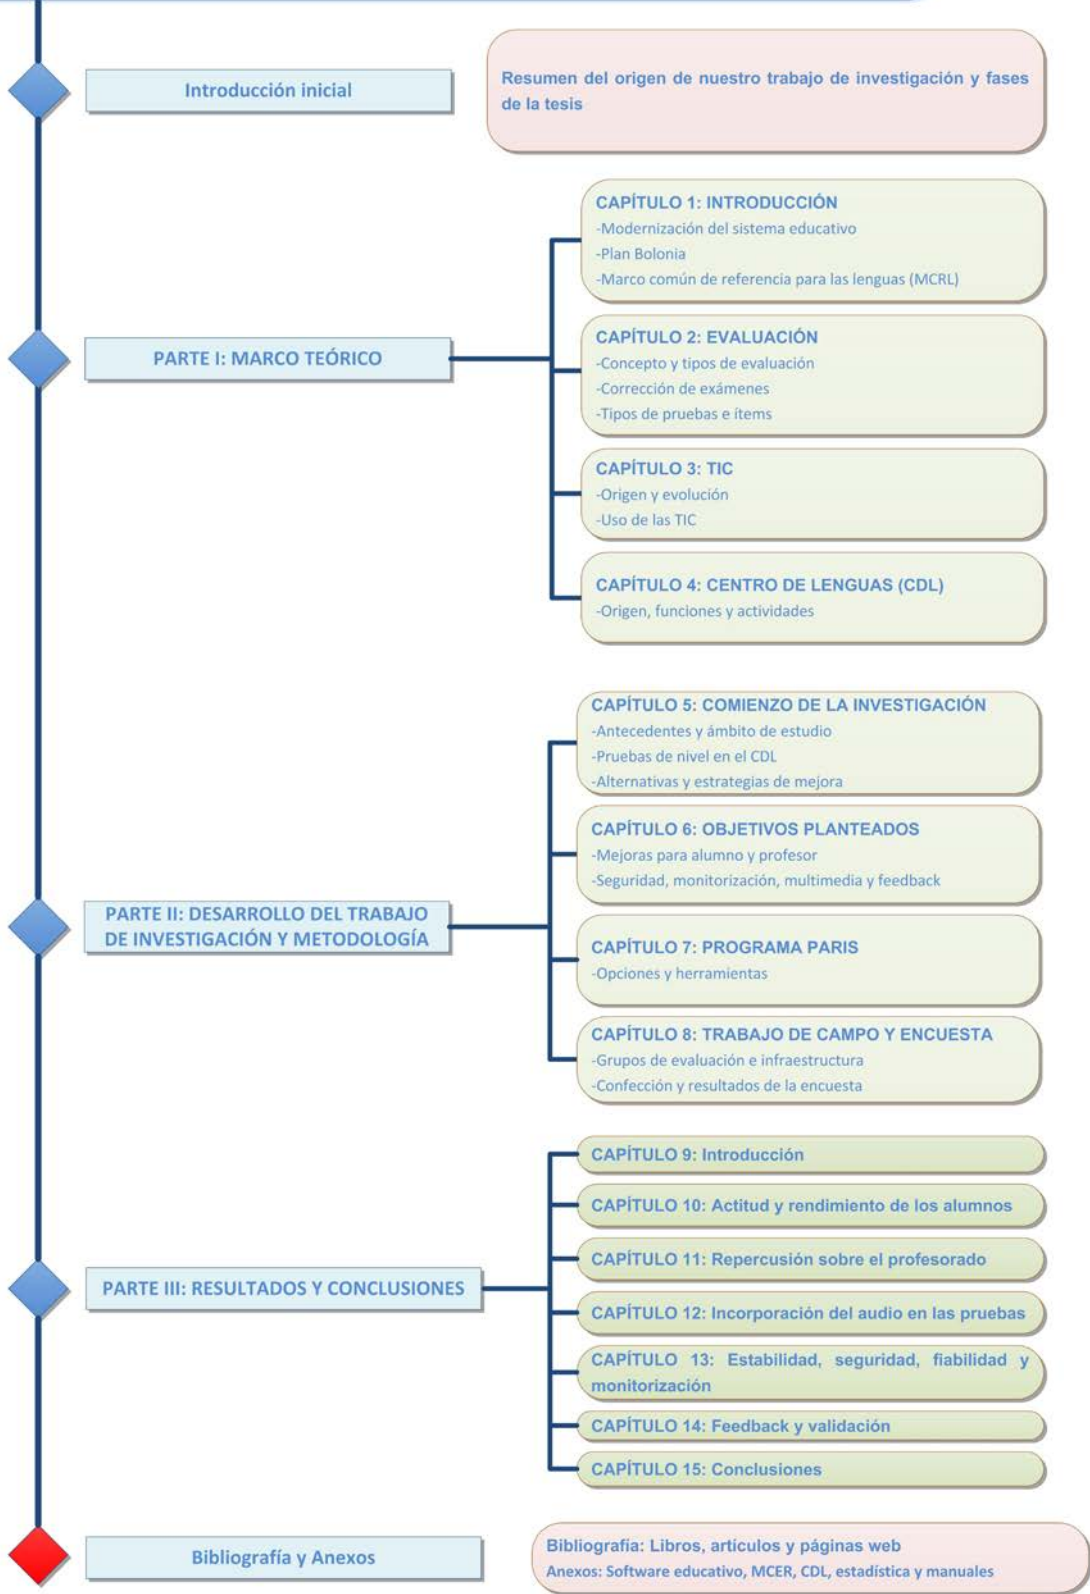 Introducción inicial
Resumen del origen de nuestro trabajo de investigación y fases
de la tesis
PARTE I: MARCO TEÓRICO
CAPÍTULO 1: INTRODUCCIÓN
-Modernización del sistema educativo
-Plan Bolonia
-Marco común de referencia para las lenguas (MCRL)
CAPÍTULO 2: EVALUACIÓN
-Concepto y tipos de evaluación
-Corrección de exámenes
-Tipos de pruebas e ítems
CAPÍTULO 3: TIC
-Origen y evolución
-Uso de las TIC
CAPÍTULO 4: CENTRO DE LENGUAS (CDL)
-Origen, funciones y actividades
PARTE II: DESARROLLO DEL TRABAJO
DE INVESTIGACIÓN Y METODOLOGÍA
CAPÍTULO 5: COMIENZO DE LA INVESTIGACIÓN
-Antecedentes y ámbito de estudio
-Pruebas de nivel en el CDL
-Alternativas y estrategias de mejora
CAPÍTULO 6: OBJETIVOS PLANTEADOS
-Mejoras para alumno y profesor
-Seguridad, monitorización, multimedia y feedback
CAPÍTULO 7: PROGRAMA PARIS
-Opciones y herramientas
CAPÍTULO 8: TRABAJO DE CAMPO Y ENCUESTA
-Grupos de evaluación e infraestructura
-Confección y resultados de la encuesta
PARTE III: RESULTADOS Y CONCLUSIONES
CAPÍTULO 9: Introducción
CAPÍTULO 10: Actitud y rendimiento de los alumnos
CAPÍTULO 11: Repercusión sobre el profesorado
CAPÍTULO 12: Incorporación del audio en las pruebas
CAPÍTULO 13: Estabilidad, seguridad, fiabilidad y
monitorización
CAPÍTULO 14: Feedback y validación
CAPÍTULO 15: Conclusiones
Bibliografía y Anexos
Bibliografia: Libros, artículos y páginas web
Anexos: Software educativo, MCER, CDL, estadística y manuales